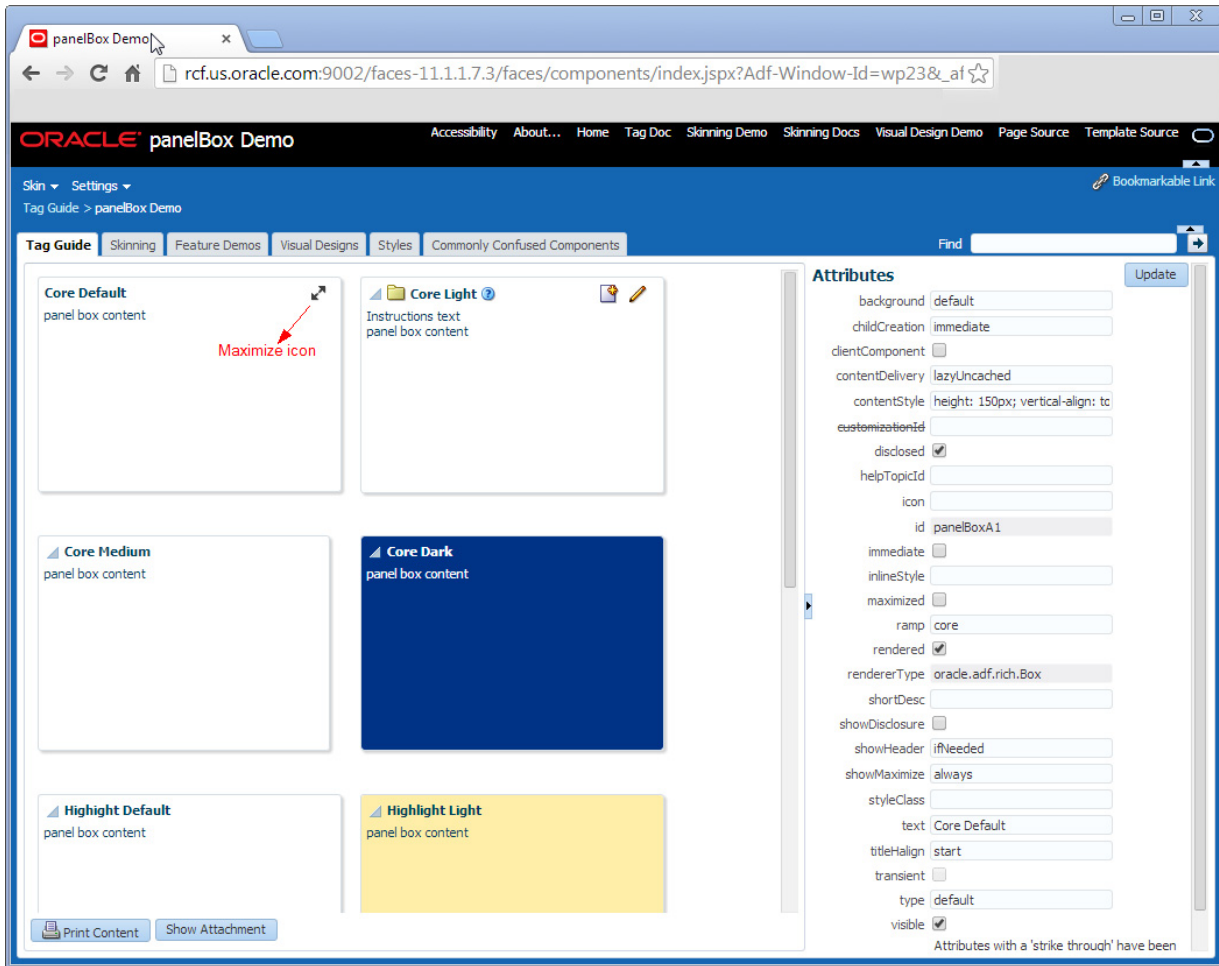 panelBox Demo
rcf.us.oracle.com:9002/faces-11.1.1.7.3/faces/components/index.jspx?Adf-Window-Id=wp23&_af
ORACLE panelBox Demo
Accessibility About... Home Tag Doc Skinning Demo Skinning Docs Visual Design Demo Page Source Template Source
Skin Settings
Bookmarkable Link
Tag Guide > panelBox Demo
Tag Guide Skinning Feature Demos Visual Designs Styles Commonly Confused Components
Find
Core Default
panel box content
Maximize icon
Core Light
Instructions text
panel box content
Core Medium
panel box content
Core Dark
panel box content
Highight Default
panel box content
Highlight Light
panel box content
Print Content
Show Attachment
Attributes
Update
background default
childCreation immediate
clientComponent
contentDelivery lazyUncached
contentStyle height: 150px; vertical-align: to
customizationId
disclosed
helpTopicId
icon
id panelBoxA1
immediate
inlineStyle
maximized
ramp core
rendered
rendererType oracle.adf.rich.Box
shortDesc
showDisclosure
showHeader ifNeeded
showMaximize always
styleClass
text Core Default
titleHalign start
transient
type default
visible
Attributes with a 'strike through' have been